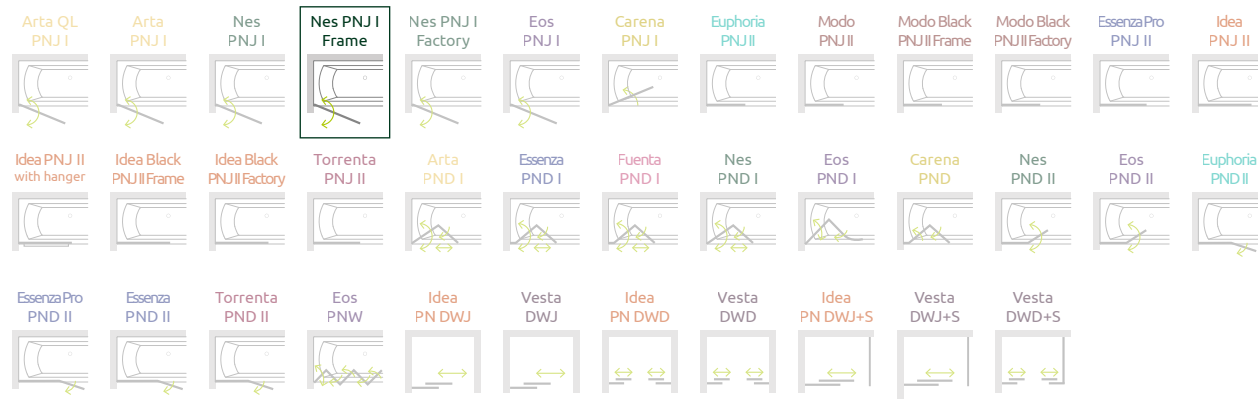 Arta QL
PNJ I
Arta
PNJ I
Nes
PNJ I
Nes PNJ I
Frame
Nes PNJ I
Factory
Eos
PNJ I
Carena
PNJ I
Euphoria
PNJ II
Modo
PNJ II
Modo Black
PNJ II Frame
Modo Black
PNJ II Factory
Essenza Pro
PNJ II
Idea
PNJ II
Idea PNJ II
with hanger
Idea Black
PNJ II Frame
Idea Black
PNJ II Factory
Torrenta
PNJ II
Arta
PND I
Essenza
PND I
Fuenta
PND I
Nes
PND I
Eos
PND I
Carena
PND
Nes
PND II
Eos
PND II
Euphoria
PND II
Essenza Pro
PND II
Essenza
PND II
Torrenta
PND II
Eos
PNW
Idea
PN DWJ
Vesta
DWJ
Idea
PN DWD
Vesta
DWD
Idea
PN DWJ+S
Vesta
DWJ+S
Vesta
DWD+S